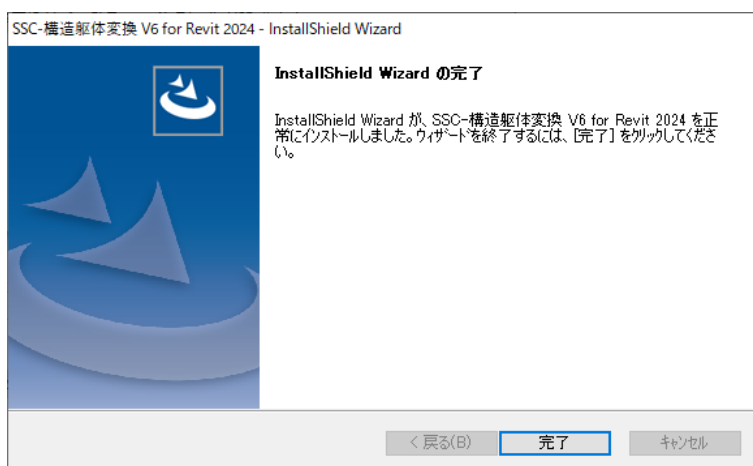 SSC-構造躯体変換 V6 for Revit 2024 - InstallShield Wizard
InstallShield Wizard の完了
InstallShield Wizard が、SSC-構造躯体変換 V6 for Revit 2024 を正
常にインストールしました。ウィザードを終了するには、[完了] をクリックしてくださ
い。
< 戻る(B)
完了
キャンセル